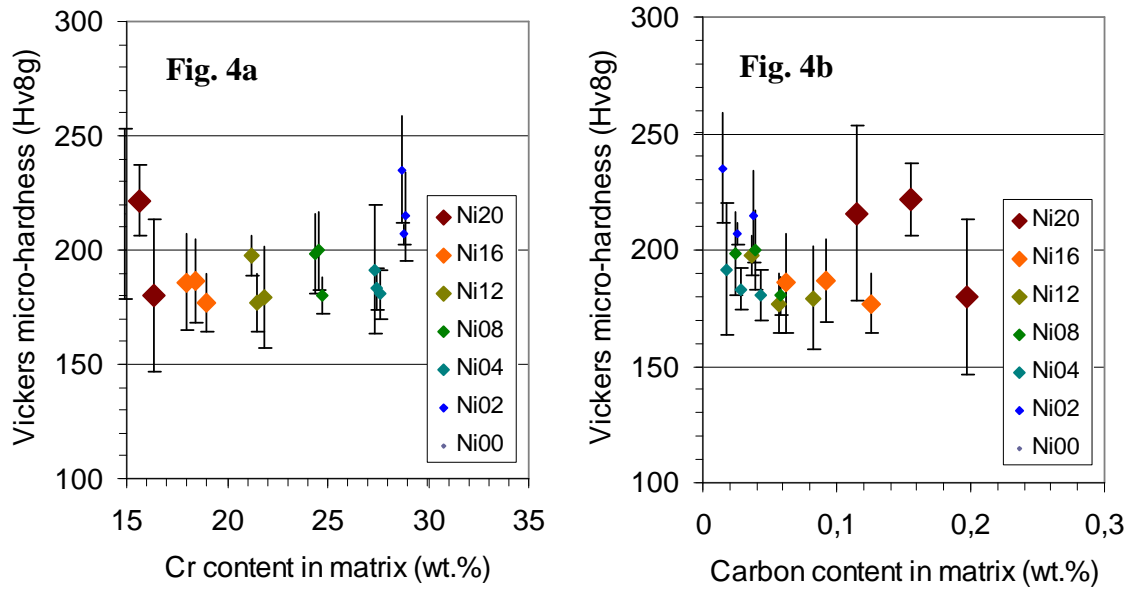 Fig. 4a
Vickers micro-hardness (Hv8g)
300
250
200
150
100
15 20 25 30 35
Cr content in matrix (wt.%)
Ni20
Ni16
Ni12
Ni08
Ni04
Ni02
Ni00
Fig. 4b
Vickers micro-hardness (Hv8g)
300
250
200
150
100
0 0,1 0,2 0,3
Carbon content in matrix (wt.%)
Ni20
Ni16
Ni12
Ni08
Ni04
Ni02
Ni00